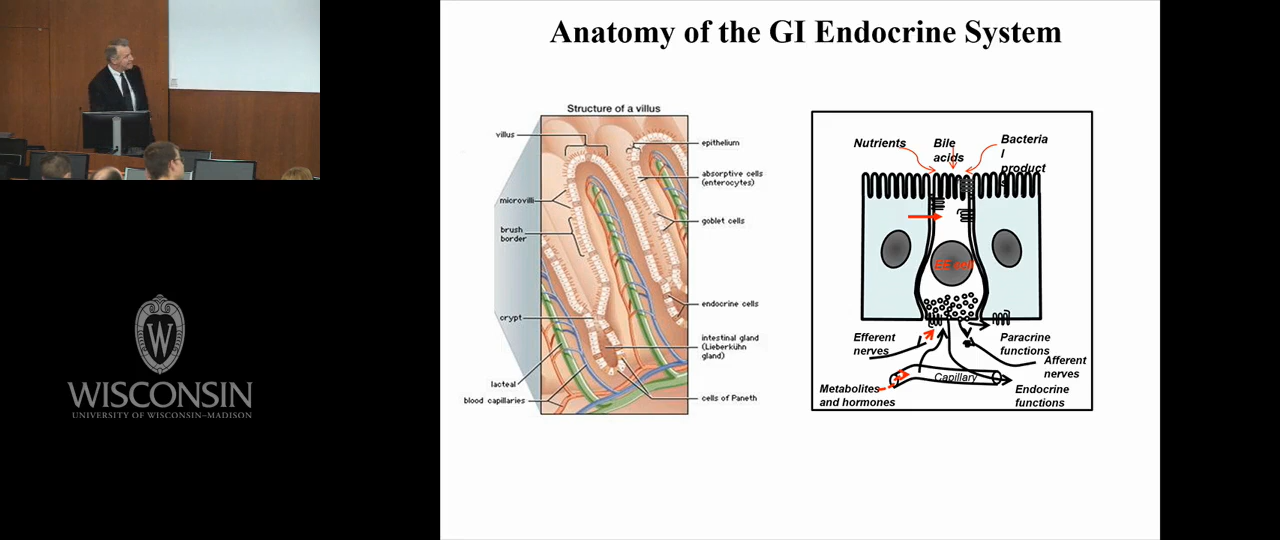 Anatomy of the GI Endocrine System
Structure of a villus
villus
microvilli
brush
border
crypt
lacteal
blood capillaries
epithelium
absorptive cells
(enterocytes)
goblet cells
endocrine cells
intestinal gland
(Lieberkühn
gland)
cells of Paneth
Nutrients
Bile
acids
Bacteria
l
product
s
EE cell
Efferent
nerves
Metabolites
and hormones
Capillary
Paracrine
functions
Afferent
nerves
Endocrine
functions
W
WISCONSIN
UNIVERSITY OF WISCONSIN–MADISON